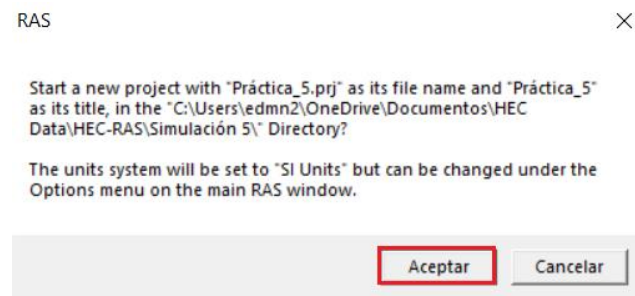 RAS
Start a new project with "Práctica_5.prj" as its file name and "Práctica_5"
as its title, in the "C:\Users\edmn2\OneDrive\Documentos\HEC
Data\HEC-RAS\Simulación 5\" Directory?
The units system will be set to "SI Units" but can be changed under the
Options menu on the main RAS window.
Aceptar Cancelar